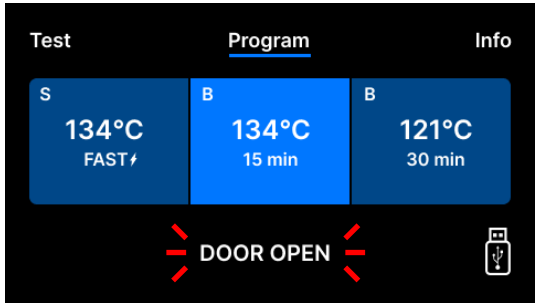 Test Program Info
S B B
134°C 134°C 121°C
FAST⚡ 15 min 30 min
DOOR OPEN